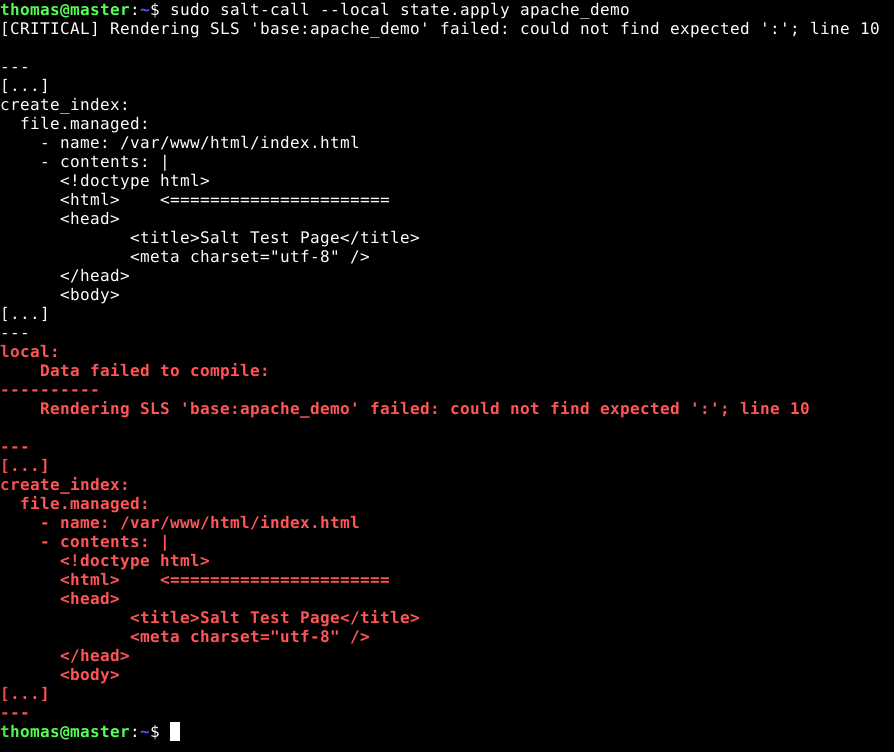 thomas@master:~$ sudo salt-call --local state.apply apache_demo
[CRITICAL] Rendering SLS 'base:apache_demo' failed: could not find expected ':'; line 10

---
[...]
create_index:
  file.managed:
    - name: /var/www/html/index.html
    - contents: |
      <!doctype html>
      <html>    <======================
      <head>
             <title>Salt Test Page</title>
             <meta charset="utf-8" />
      </head>
      <body>
[...]
---
local:
    Data failed to compile:
----------
    Rendering SLS 'base:apache_demo' failed: could not find expected ':'; line 10

---
[...]
create_index:
  file.managed:
    - name: /var/www/html/index.html
    - contents: |
      <!doctype html>
      <html>    <======================
      <head>
             <title>Salt Test Page</title>
             <meta charset="utf-8" />
      </head>
      <body>
[...]
---
thomas@master:~$